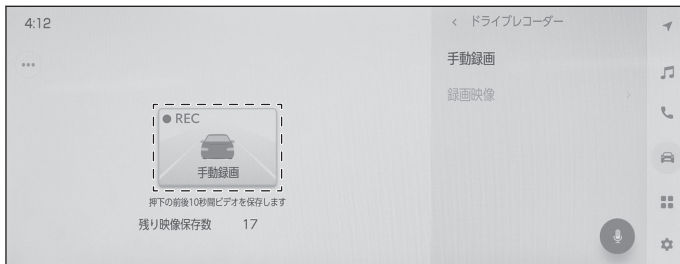 4:12
< ドライブレコーダー
手動録画
録画映像 >
● REC
手動録画
押下の前後10秒間ビデオを保存します
残り映像保存数 17